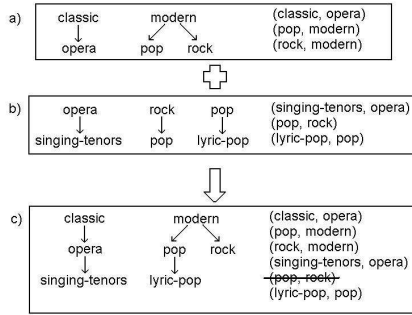 a) classic modern (classic, opera)
(pop, modern)
opera pop rock (rock, modern)
b) opera rock pop (singing-tenors, opera)
(pop, rock)
singing-tenors pop lyric-pop (lyric-pop, pop)
c) classic modern (classic, opera)
(pop, modern)
opera pop rock (rock, modern)
(singing-tenors, opera)
singing-tenors lyric-pop (pop, rock)
(lyric-pop, pop)